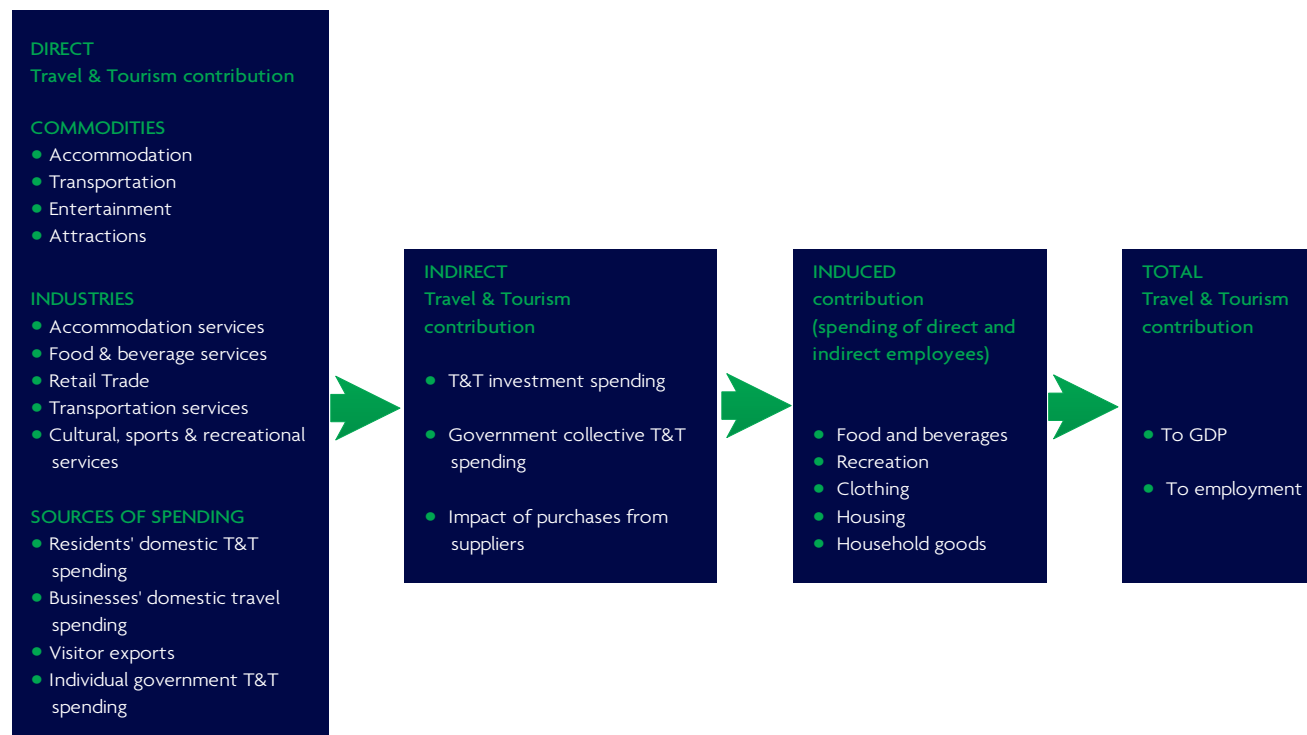 DIRECT
Travel & Tourism contribution
COMMODITIES
• Accommodation
• Transportation
• Entertainment
• Attractions
INDUSTRIES
• Accommodation services
• Food & beverage services
• Retail Trade
• Transportation services
• Cultural, sports & recreational
services
SOURCES OF SPENDING
• Residents' domestic T&T
spending
• Businesses' domestic travel
spending
• Visitor exports
• Individual government T&T
spending
INDIRECT
Travel & Tourism
contribution
• T&T investment spending
• Government collective T&T
spending
• Impact of purchases from
suppliers
INDUCED
contribution
(spending of direct and
indirect employees)
• Food and beverages
• Recreation
• Clothing
• Housing
• Household goods
TOTAL
Travel & Tourism
contribution
• To GDP
• To employment